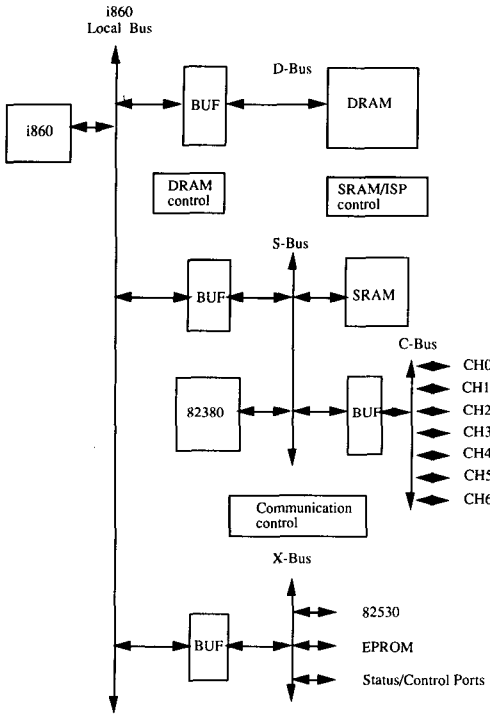 i860
Local Bus
D-Bus
BUF
DRAM
i860
DRAM
control
SRAM/ISP
control
S-Bus
BUF
SRAM
C-Bus
CH0
CH1
82380
BUF
CH2
CH3
CH4
CH5
CH6
Communication
control
X-Bus
82530
BUF
EPROM
Status/Control Ports